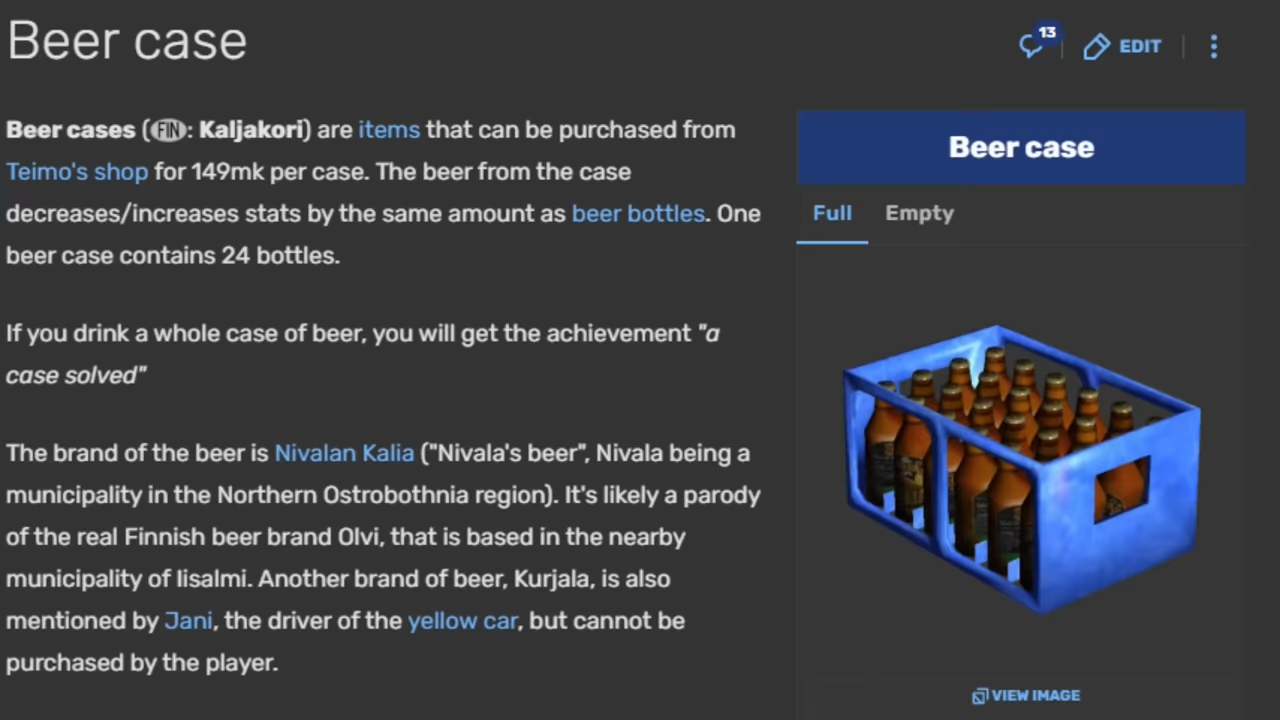 Beer case
13
EDIT
Beer cases (FIN: Kaljakori) are items that can be purchased from
Teimo's shop for 149mk per case. The beer from the case
decreases/increases stats by the same amount as beer bottles. One
beer case contains 24 bottles.
If you drink a whole case of beer, you will get the achievement "a
case solved"
The brand of the beer is Nivalan Kalia ("Nivala's beer", Nivala being a
municipality in the Northern Ostrobothnia region). It's likely a parody
of the real Finnish beer brand Olvi, that is based in the nearby
municipality of Iisalmi. Another brand of beer, Kurjala, is also
mentioned by Jani, the driver of the yellow car, but cannot be
purchased by the player.
Beer case
Full
Empty
VIEW IMAGE